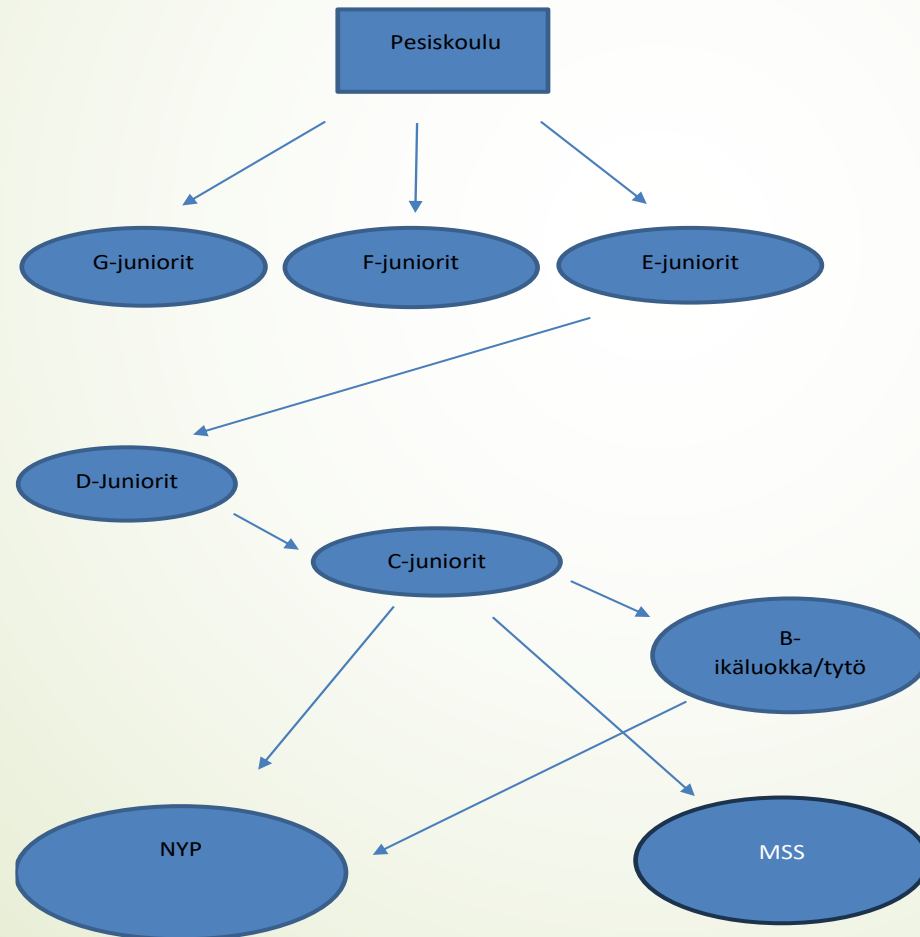 Pesiskoulu
G-juniorit
F-juniorit
E-juniorit
D-Juniorit
C-juniorit
B-
ikäluokka/tytö
NYP
MSS